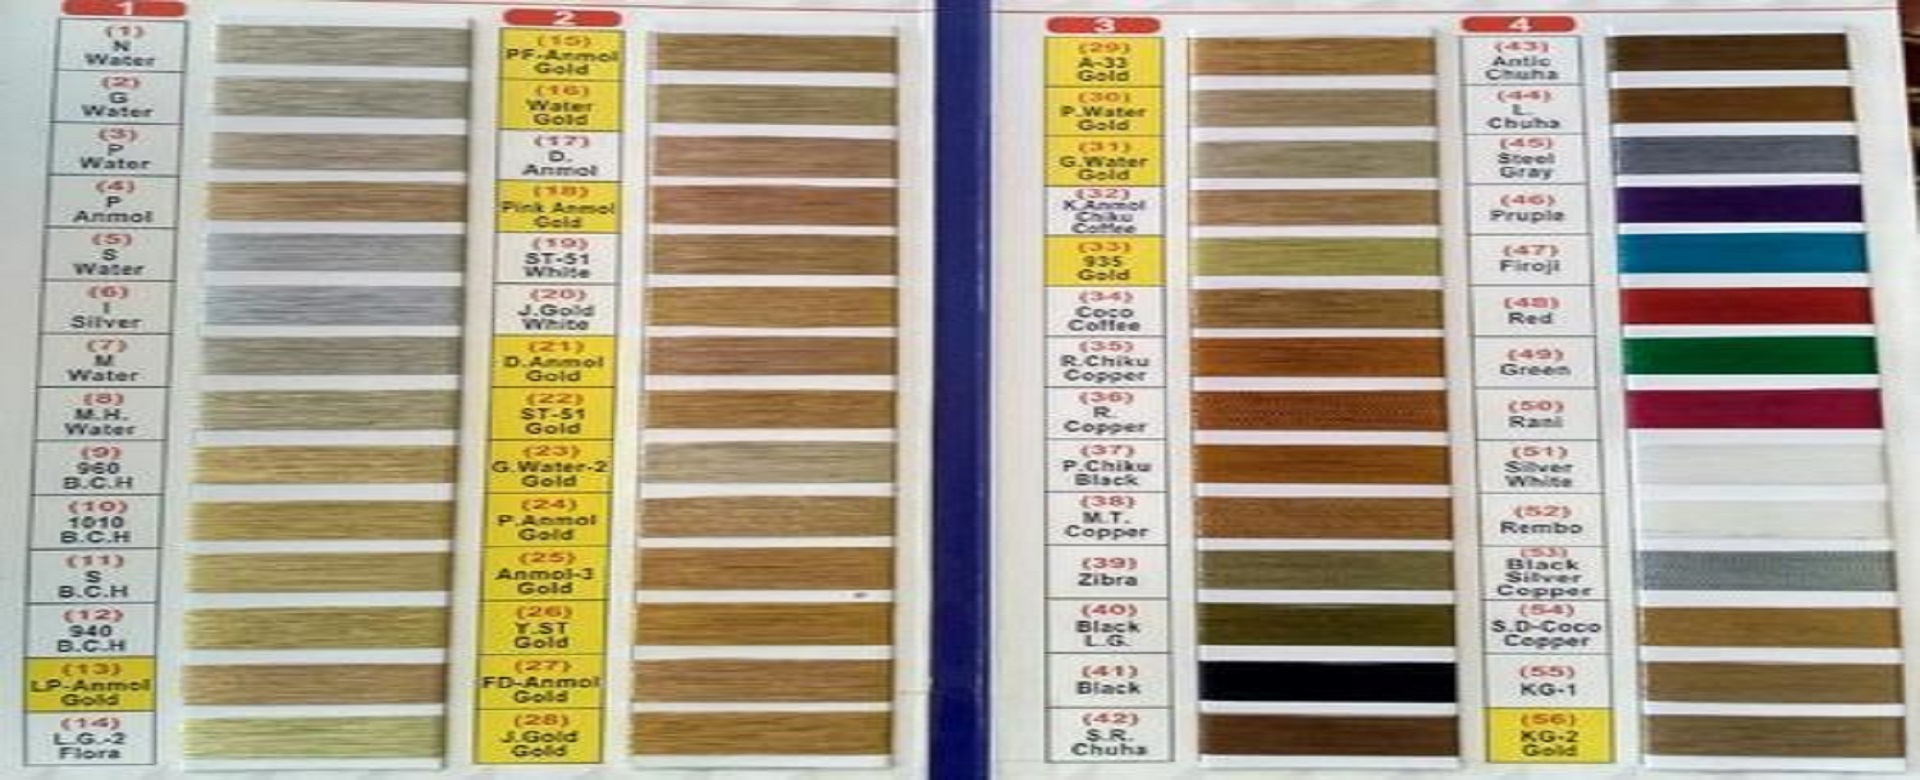 1
(1)
N
Water
(2)
G
Water
(3)
P
Water
(4)
P
Anmol
(5)
S
Water
(6)
I
Silver
(7)
M
Water
(8)
M.H.
Water
(9)
960
B.C.H
(10)
1010
B.C.H
(11)
S
B.C.H
(12)
940
B.C.H
(13)
LP-Anmol
Gold
(14)
L.G.-2
Flora
2
(15)
PF-Anmol
Gold
(16)
Water
Gold
(17)
D.
Anmol
(18)
Pink Anmol
Gold
(19)
ST-51
White
(20)
J.Gold
White
(21)
D.Anmol
Gold
(22)
ST-51
Gold
(23)
G.Water-2
Gold
(24)
P.Anmol
Gold
(25)
Anmol-3
Gold
(26)
Y.ST
Gold
(27)
FD-Anmol
Gold
(28)
J.Gold
Gold
3
(29)
A-33
Gold
(30)
P.Water
Gold
(31)
G.Water
Gold
(32)
K.Anmol
Chiku
Coffee
(33)
935
Gold
(34)
Coco
Coffee
(35)
R.Chiku
Copper
(36)
R.
Copper
(37)
P.Chiku
Black
(38)
M.T.
Copper
(39)
Zibra
(40)
Black
L.G.
(41)
Black
(42)
S.R.
Chuha
4
(43)
Antic
Chuha
(44)
L.
Chuha
(45)
Steel
Gray
(46)
Pruple
(47)
Firoji
(48)
Red
(49)
Green
(50)
Rani
(51)
Silver
White
(52)
Rembo
(53)
Black
Silver
Copper
(54)
S.D-Coco
Copper
(55)
KG-1
(56)
KG-2
Gold